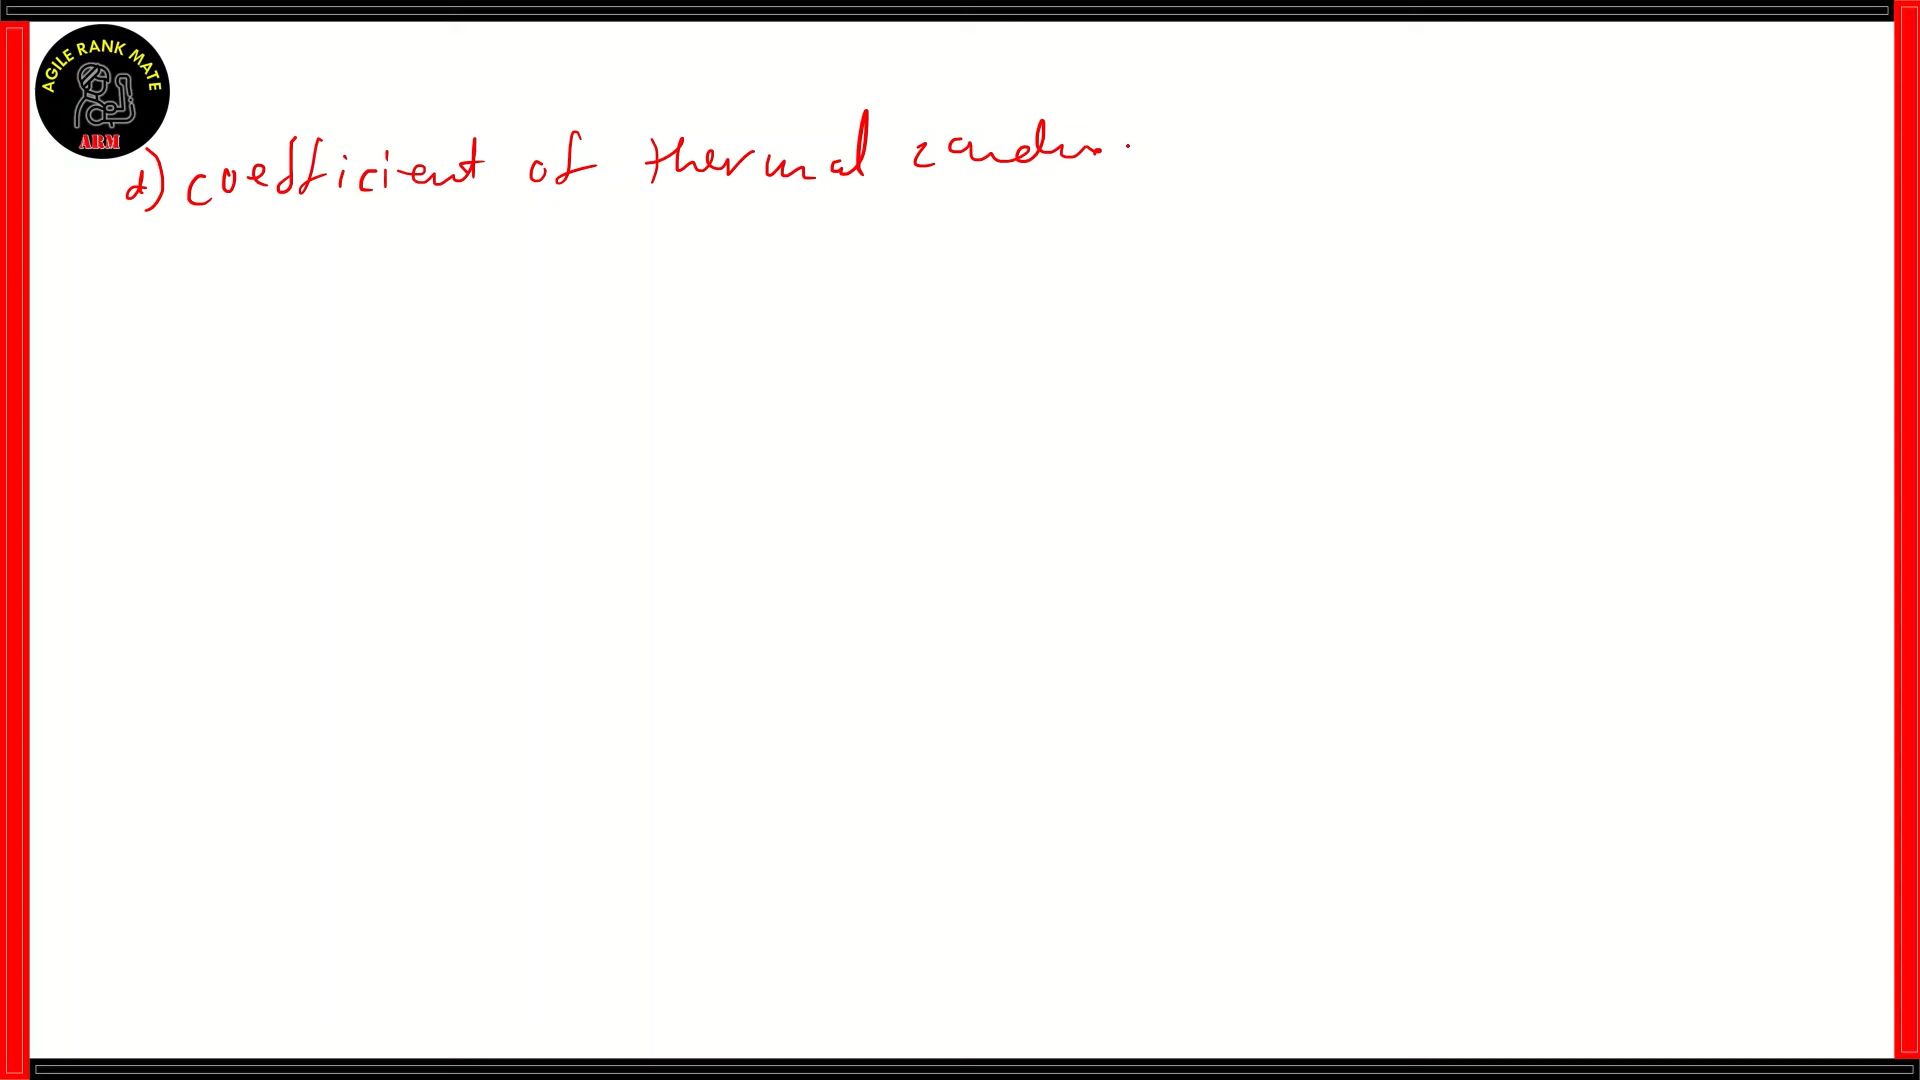 AGILE RANK MATE
ARM
d) coefficient of thermal